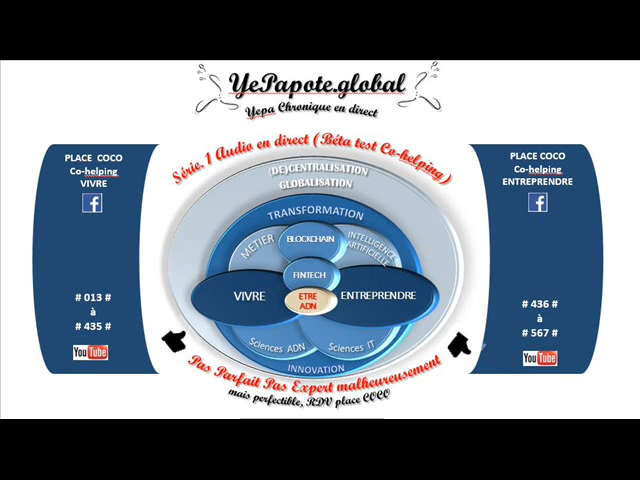 YePapote.global
Yepa Chronique en direct
Série, 1 Audio en direct (Béta test Co-helping)
PLACE COCO
Co-helping
VIVRE
# 013 #
à
# 435 #
YouTube
(DE)CENTRALISATION
GLOBALISATION
TRANSFORMATION
METIER
BLOCKCHAIN
INTELLIGENCE
ARTIFICIELLE
FINTECH
VIVRE
ETRE
ADN
ENTREPRENDRE
Sciences ADN
Sciences IT
INNOVATION
PLACE COCO
Co-helping
ENTREPRENDRE
# 436 #
à
# 567 #
YouTube
Pas Parfait Pas Expert malheureusement
mais perfectible, RDV place COCO